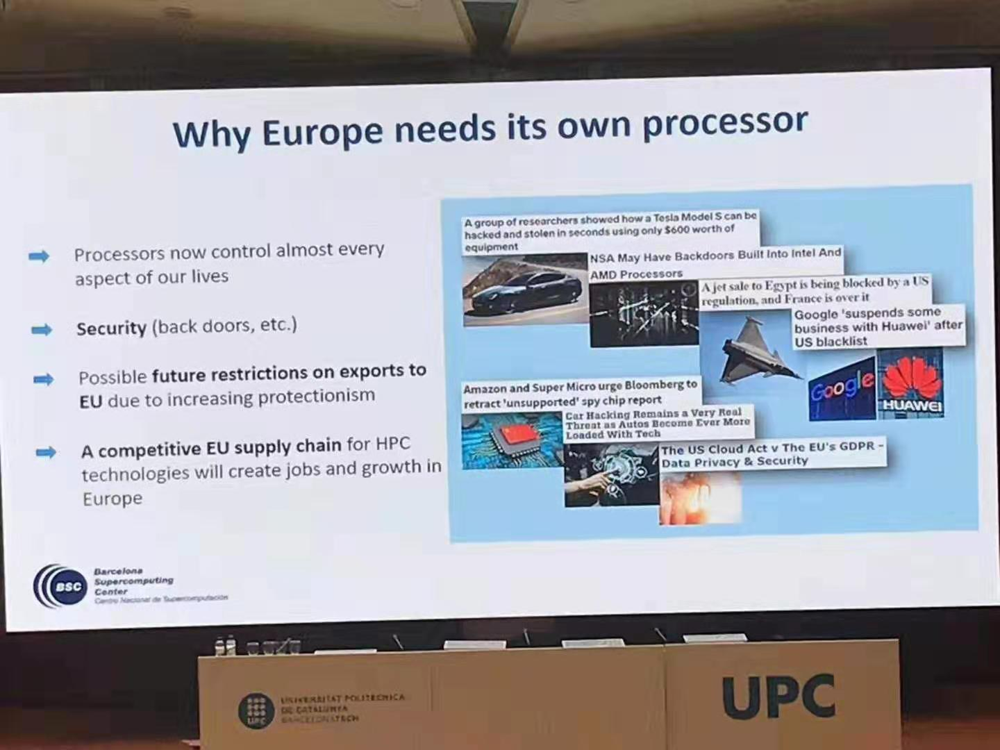 Why Europe needs its own processor
Processors now control almost every
aspect of our lives
Security (back doors, etc.)
Possible future restrictions on exports to
EU due to increasing protectionism
A competitive EU supply chain for HPC
technologies will create jobs and growth in
Europe
A group of researchers showed how a Tesla Model S can be
hacked and stolen in seconds using only $600 worth of
equipment
NSA May Have Backdoors Built Into Intel And
AMD Processors
A jet sale to Egypt is being blocked by a US
regulation, and France is over it
Google 'suspends some
business with Huawei' after
US blacklist
Google
HUAWEI
Amazon and Super Micro urge Bloomberg to
retract 'unsupported' spy chip report
Car Hacking Remains a Very Real
Threat as Autos Become Ever More
Loaded With Tech
The US Cloud Act v The EU's GDPR -
Data Privacy & Security
BSC
Barcelona
Supercomputing
Center
Centro Nacional de Supercomputación
UPC
UNIVERSITAT POLITÈCNICA
DE CATALUNYA
BARCELONATECH
UPC